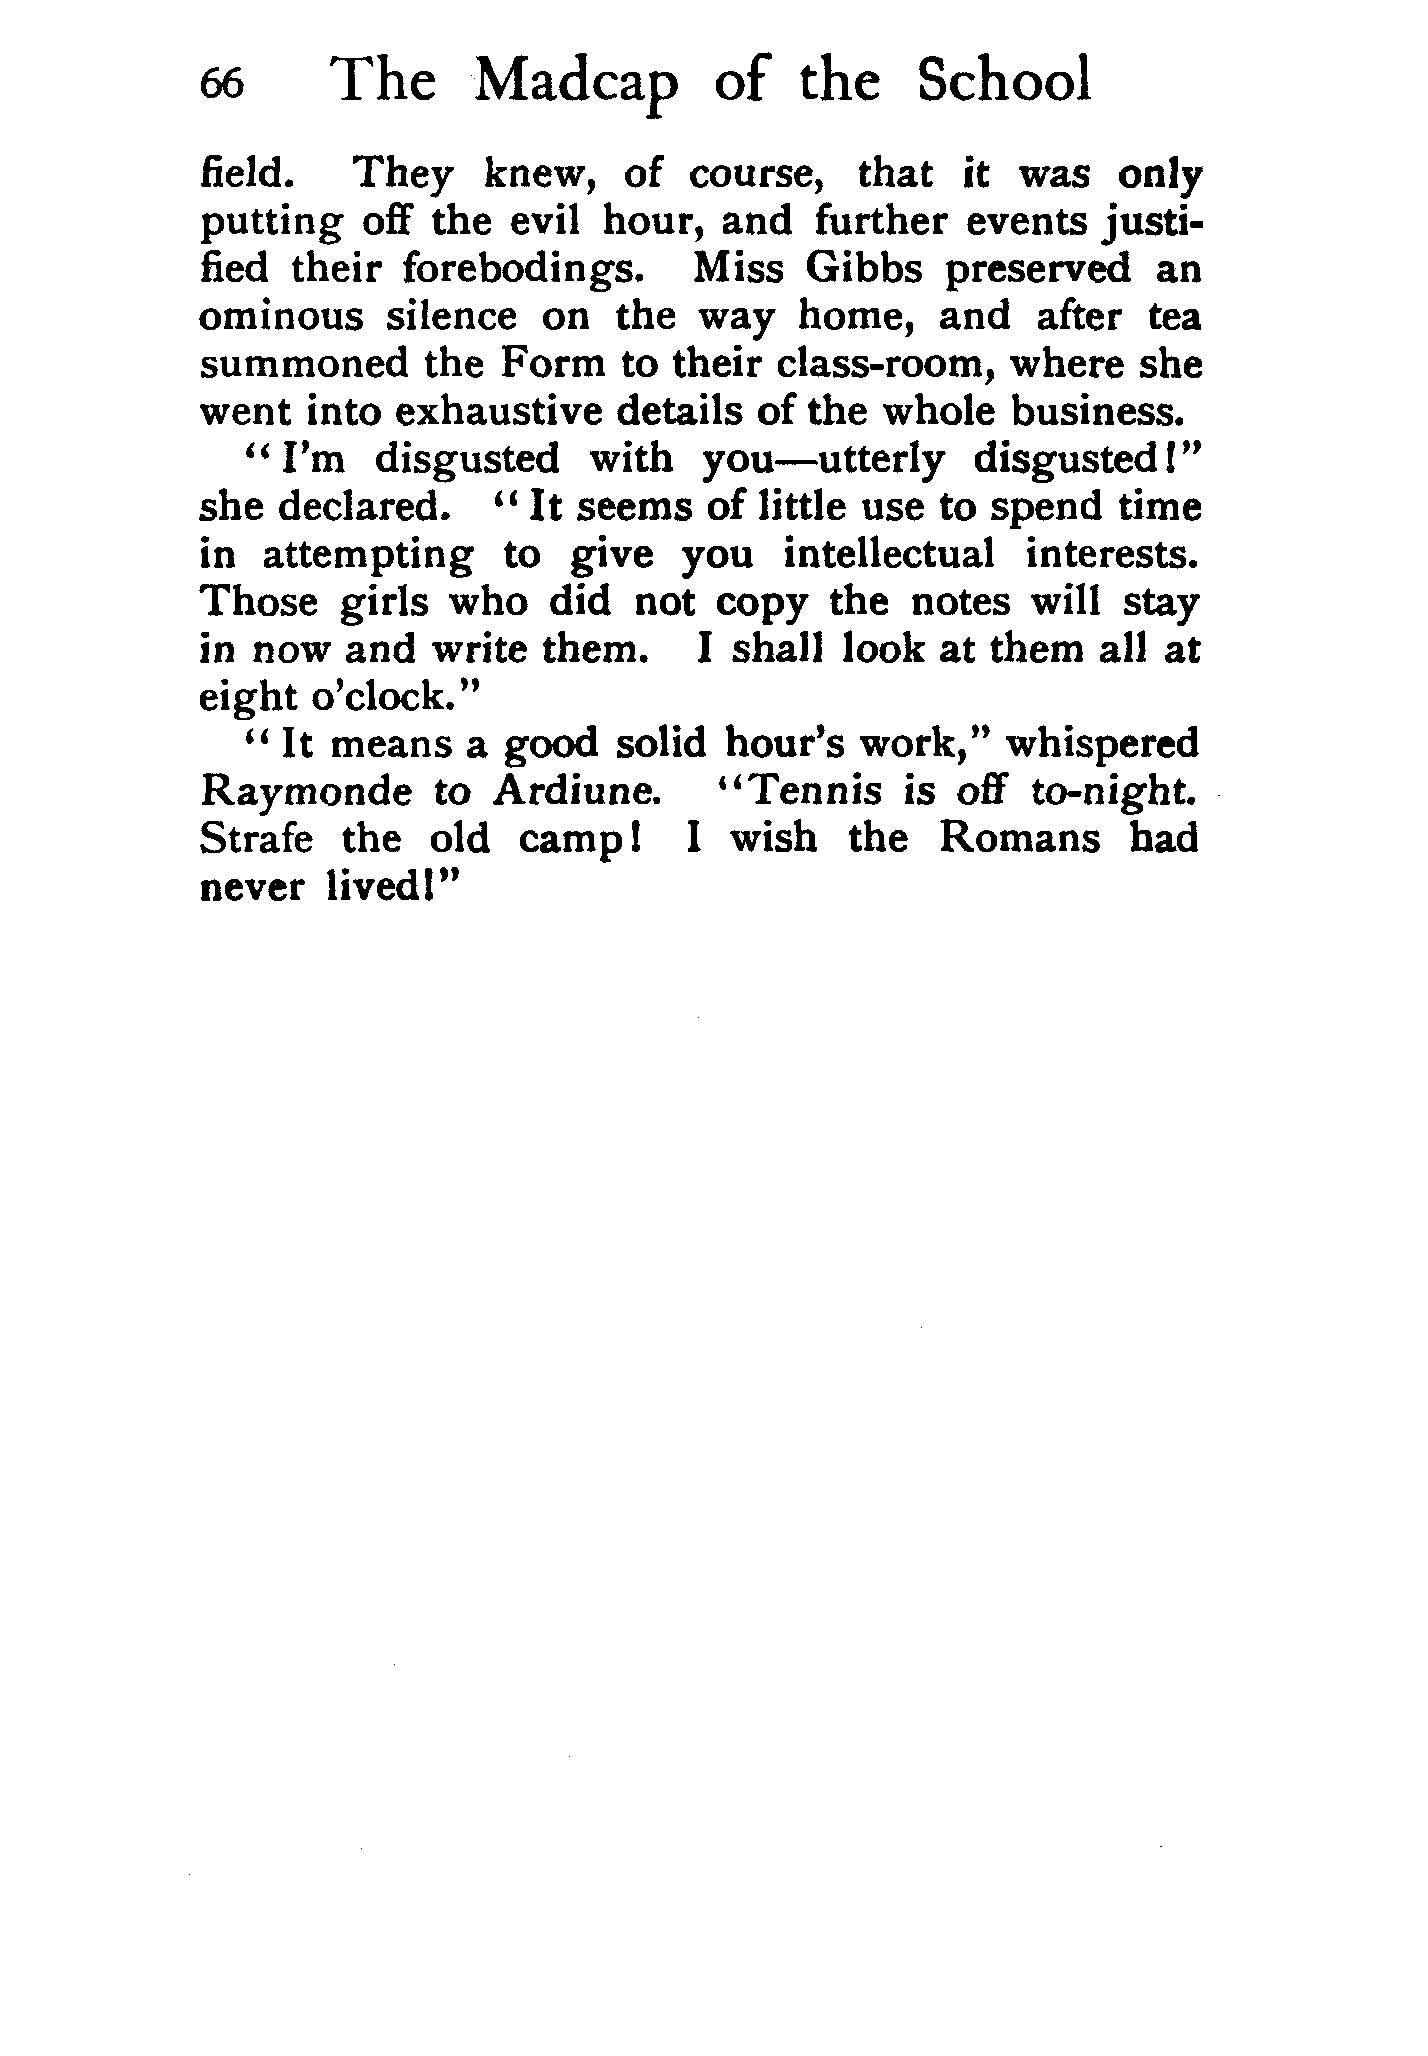 66 The Madcap of the School
field. They knew, of course, that it was only
putting off the evil hour, and further events justi-
fied their forebodings. Miss Gibbs preserved an
ominous silence on the way home, and after tea
summoned the Form to their class-room, where she
went into exhaustive details of the whole business.
"I'm disgusted with you—utterly disgusted!"
she declared. "It seems of little use to spend time
in attempting to give you intellectual interests.
Those girls who did not copy the notes will stay
in now and write them. I shall look at them all at
eight o'clock."
"It means a good solid hour's work," whispered
Raymonde to Ardiune. "Tennis is off to-night.
Strafe the old camp! I wish the Romans had
never lived!"